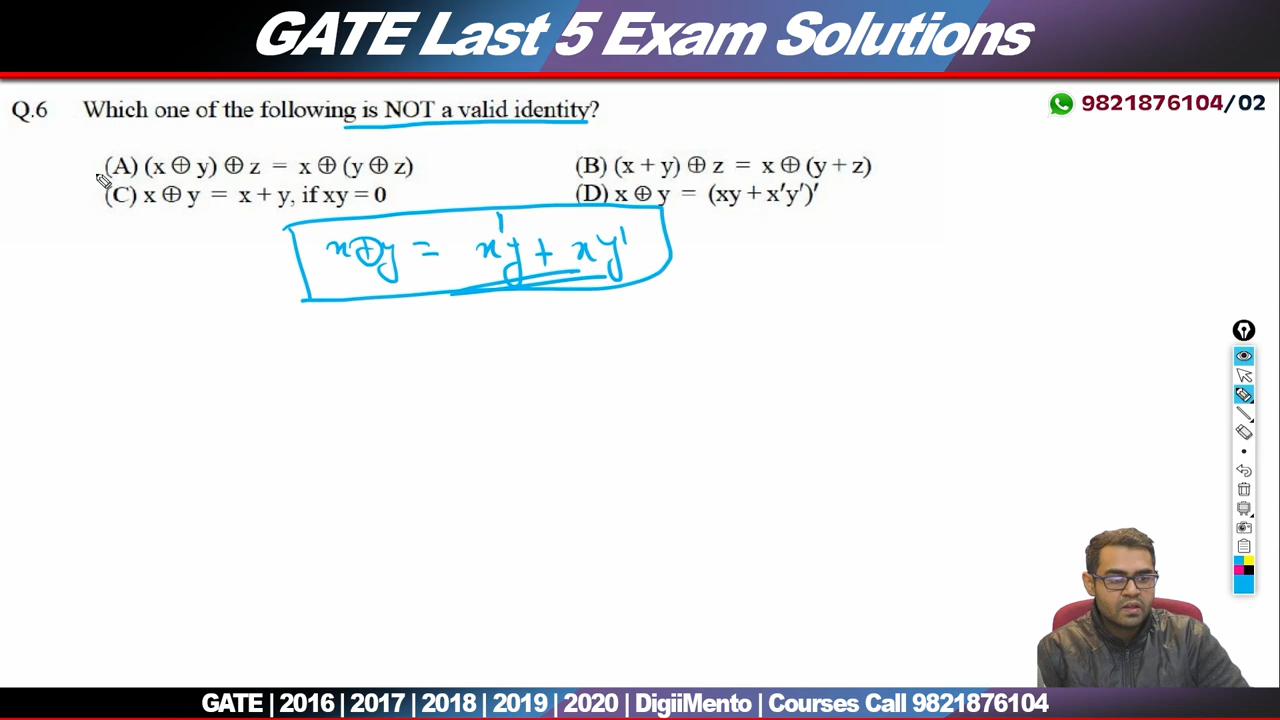 GATE Last 5 Exam Solutions
9821876104/02
Q.6 Which one of the following is NOT a valid identity?
(A) (x ⊕ y) ⊕ z = x ⊕ (y ⊕ z) (B) (x + y) ⊕ z = x ⊕ (y + z)
(C) x ⊕ y = x + y, if xy = 0 (D) x ⊕ y = (xy + x′y′)′
x⊕y = x'y + xy'
GATE | 2016 | 2017 | 2018 | 2019 | 2020 | DigiiMento | Courses Call 9821876104